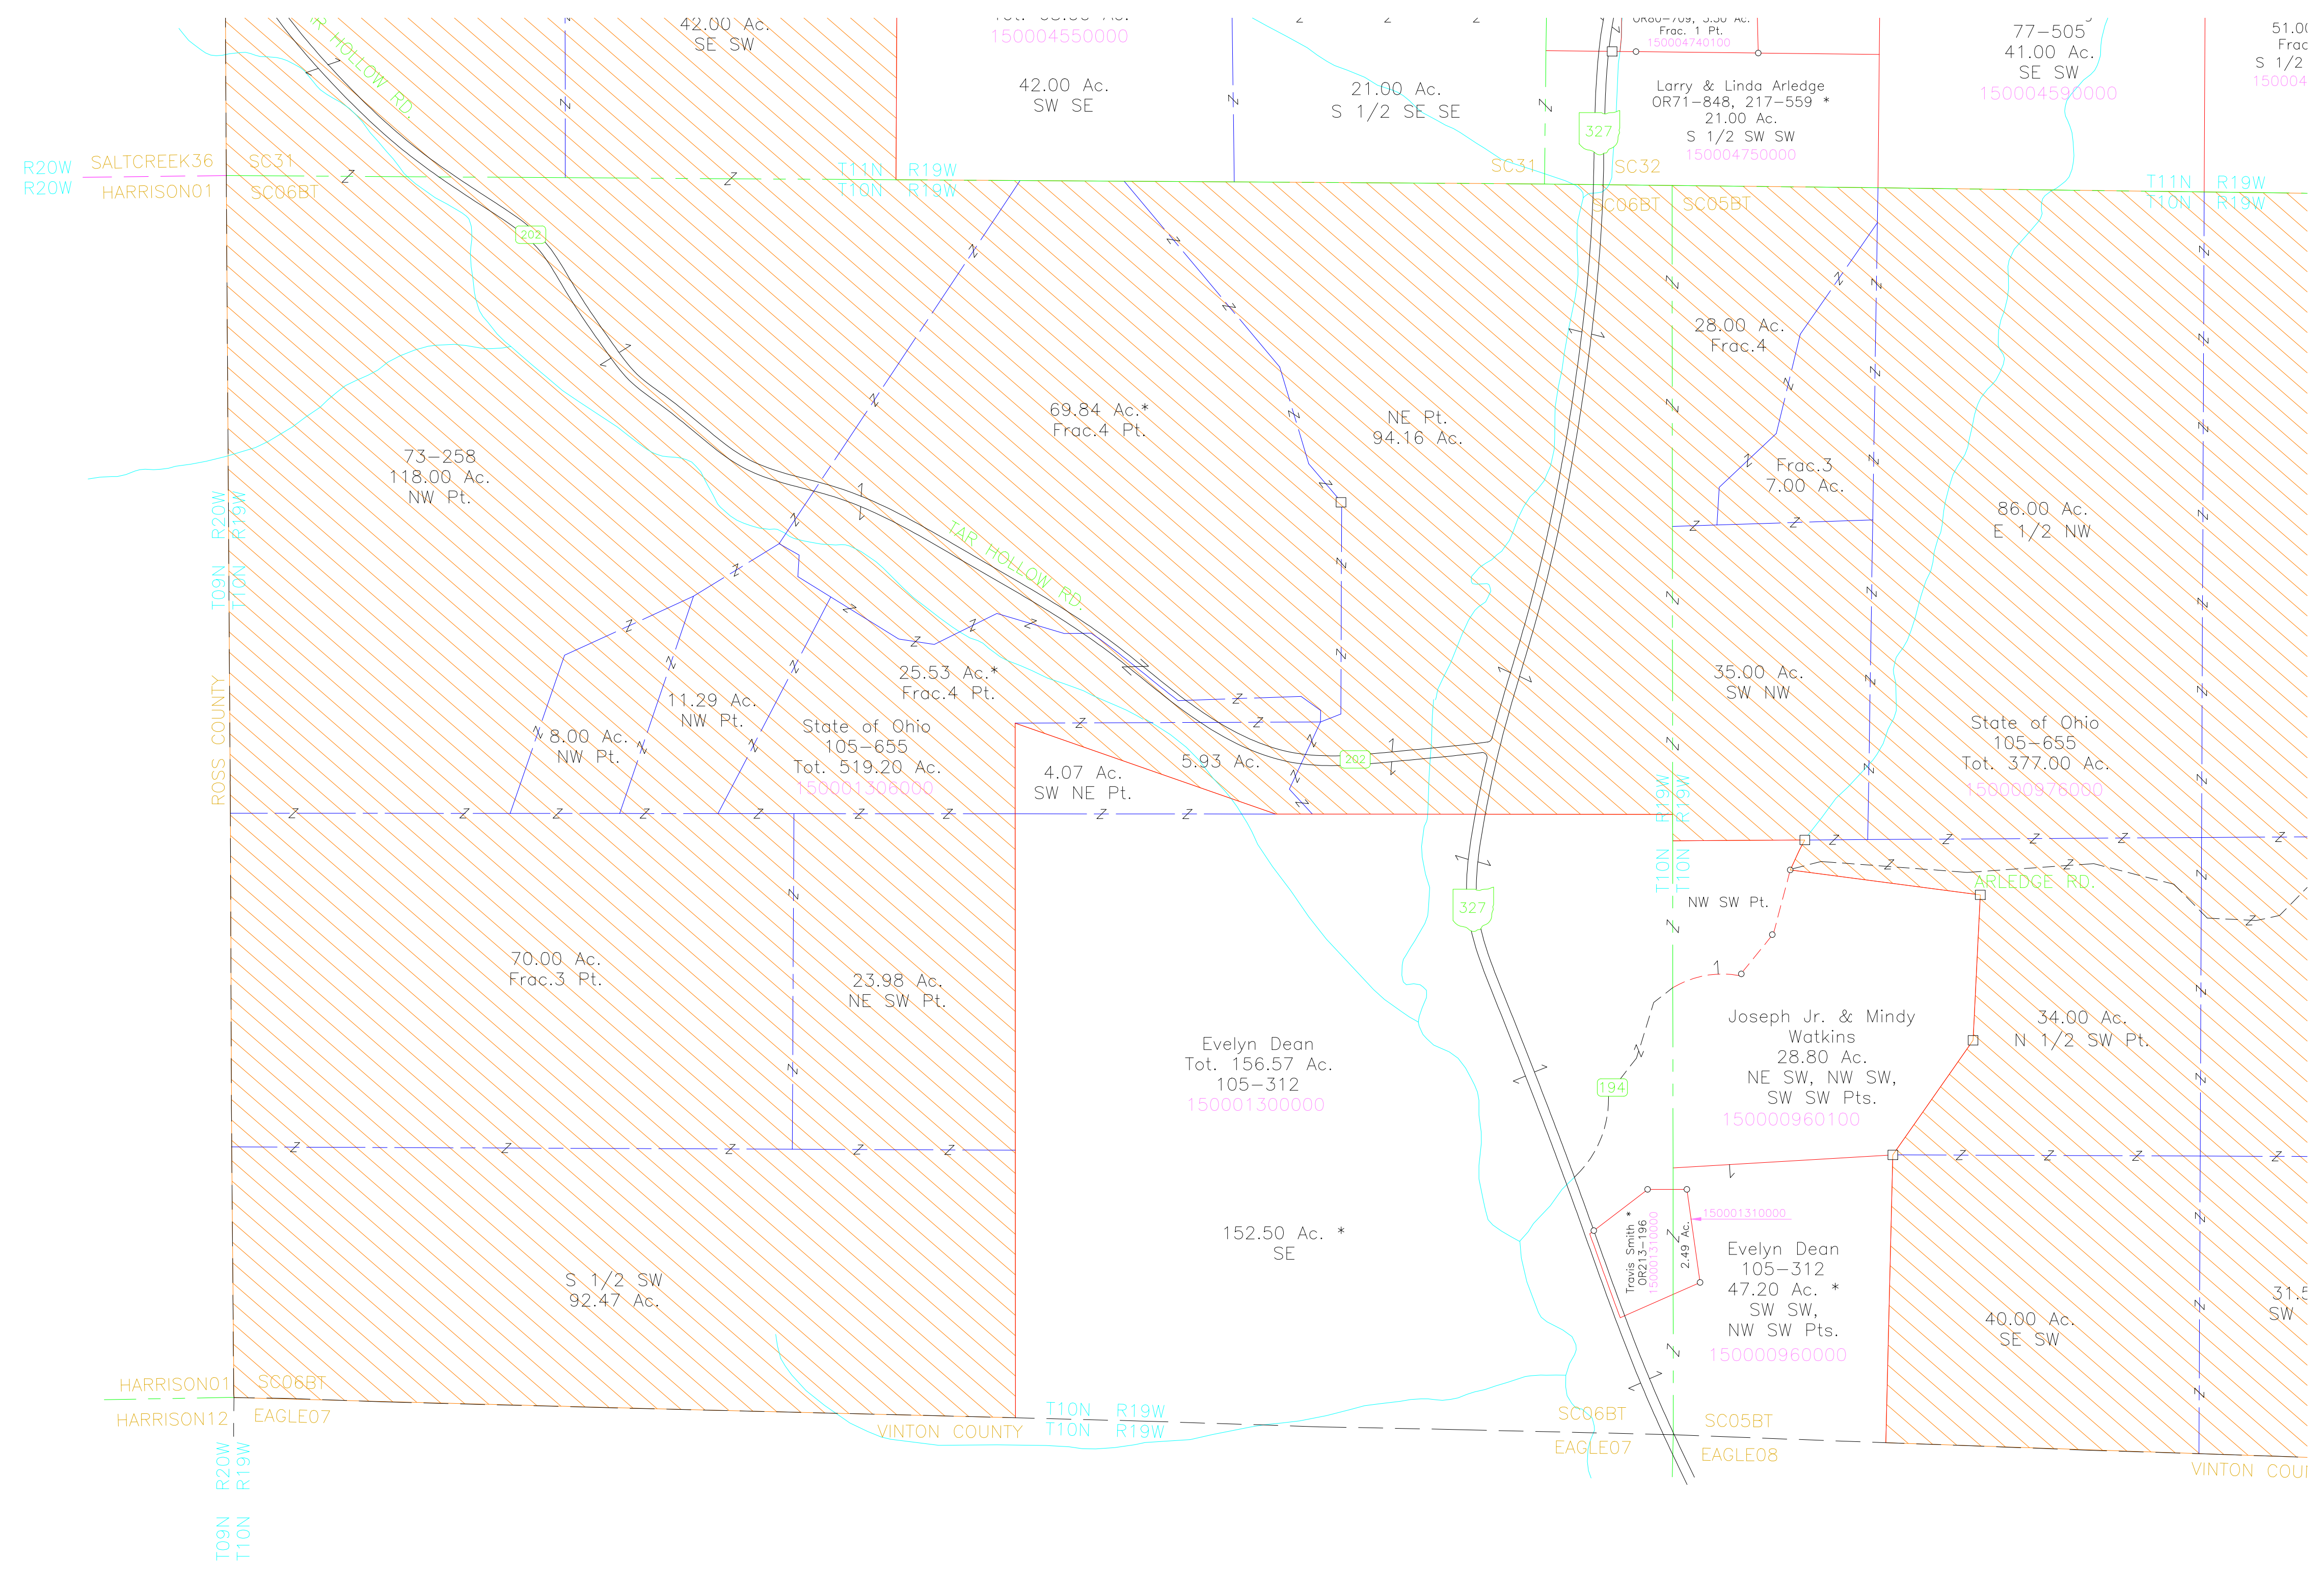 42.00 Ac.
SE SW
150004550000
42.00 Ac.
SW SE
21.00 Ac.
S 1/2 SE SE
OR80-709, 5.50 Ac.
Frac. 1 Pt.
150004740100
Larry & Linda Arledge
OR71-848, 217-559 *
21.00 Ac.
S 1/2 SW SW
150004750000
77-505
41.00 Ac.
SE SW
150004590000
S 1/2
HOLLOW RD.
327
R20W
R20W
SALTCREEK36
HARRISON01
SC31
SC06BT
T11N R19W
T10N R19W
SC31
SC32
SC06BT
SC05BT
T11N R19W
T10N R19W
202
28.00 Ac.
Frac.4
69.84 Ac.*
Frac.4 Pt.
NE Pt.
94.16 Ac.
73-258
118.00 Ac.
NW Pt.
Frac.3
7.00 Ac.
86.00 Ac.
E 1/2 NW
T09N R20W
T10N R19W
TAR HOLLOW RD.
ROSS COUNTY
8.00 Ac.
NW Pt.
11.29 Ac.
NW Pt.
25.53 Ac.*
Frac.4 Pt.
State of Ohio
105-655
Tot. 519.20 Ac.
150001306000
4.07 Ac.
SW NE Pt.
5.93 Ac.
202
35.00 Ac.
SW NW
State of Ohio
105-655
Tot. 377.00 Ac.
150000976000
T10N R19W
T10N R19W
ARLEDGE RD.
327
NW SW Pt.
70.00 Ac.
Frac.3 Pt.
23.98 Ac.
NE SW Pt.
Evelyn Dean
Tot. 156.57 Ac.
105-312
150001300000
Joseph Jr. & Mindy
Watkins
28.80 Ac.
NE SW, NW SW,
SW SW Pts.
150000960100
34.00 Ac.
N 1/2 SW Pt.
194
152.50 Ac. *
SE
Travis Smith *
OR213-196
150001310000
2.49 Ac.
150001310000
Evelyn Dean
105-312
47.20 Ac. *
SW SW,
NW SW Pts.
150000960000
S 1/2 SW
92.47 Ac.
40.00 Ac.
SE SW
SW
HARRISON01
HARRISON12
SC06BT
EAGLE07
VINTON COUNTY
T10N R19W
T10N R19W
SC06BT
EAGLE07
SC05BT
EAGLE08
VINTON
T09N R20W
T10N R19W